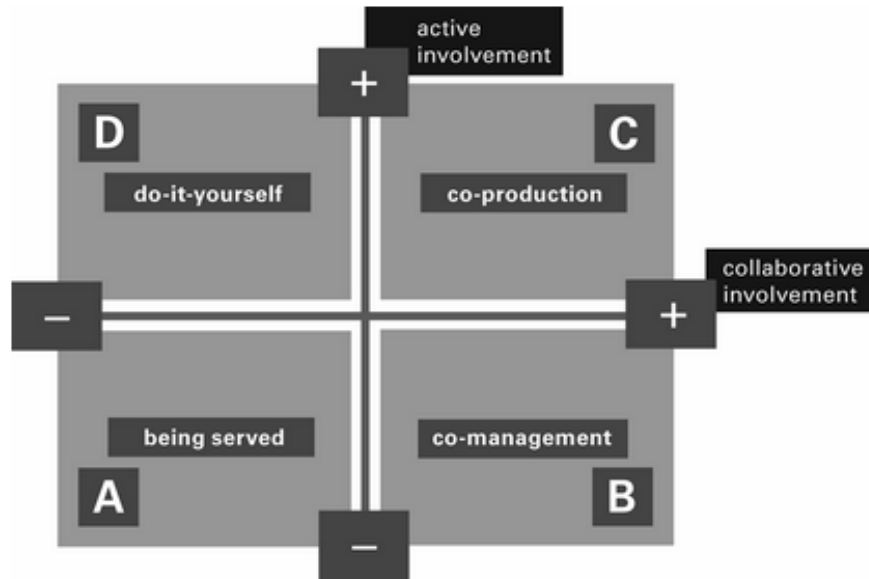 active
involvement
+
D
C
do-it-yourself
co-production
collaborative
involvement
–
+
being served
co-management
A
B
–